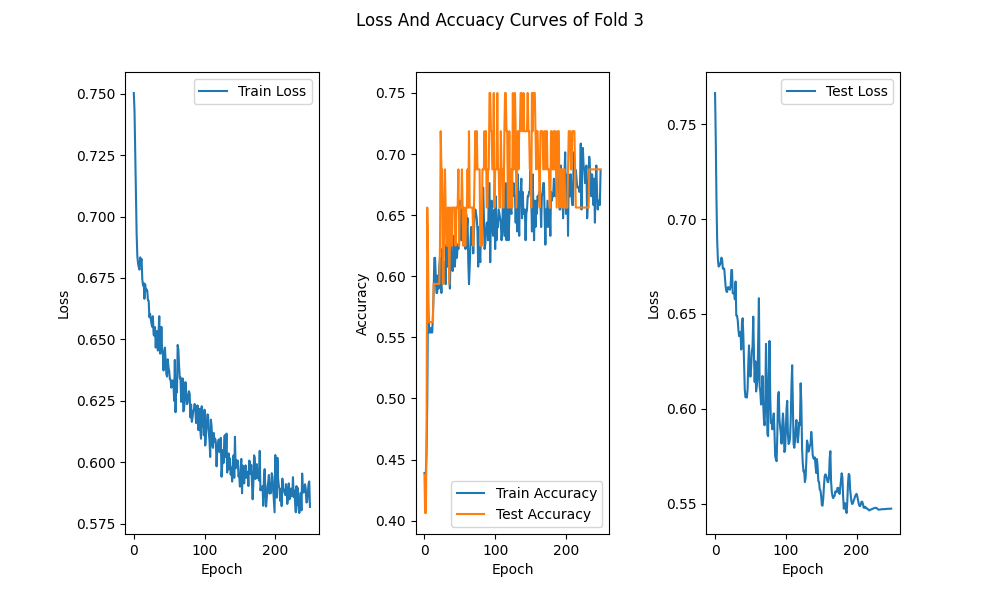 Loss And Accuacy Curves of Fold 3
Train Loss
0.750
0.725
0.700
0.675
0.650
0.625
0.600
0.575
Loss
0
100
200
Epoch
0.75
0.70
0.65
0.60
0.55
0.50
0.45
0.40
Accuracy
Train Accuracy
Test Accuracy
0
100
200
Epoch
Test Loss
0.75
0.70
0.65
0.60
0.55
Loss
0
100
200
Epoch